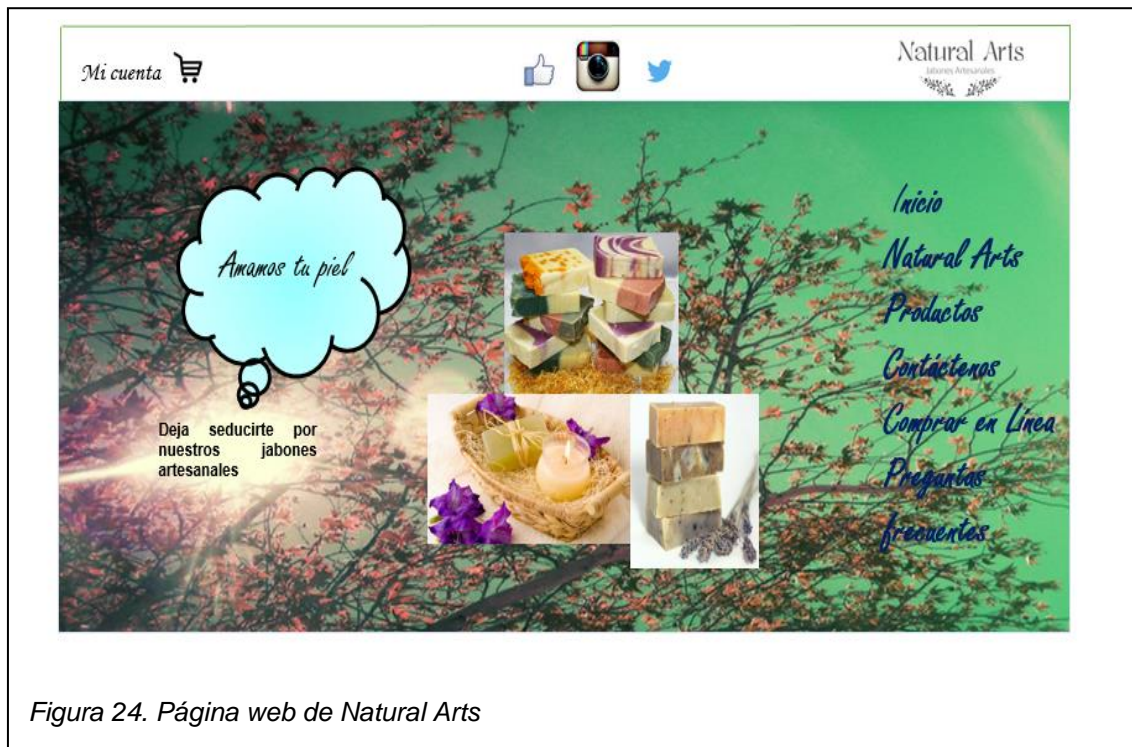 Mi cuenta
Natural Arts
Jabones Artesanales
Amamos tu piel
Deja seducirte por
nuestros jabones
artesanales
Inicio
Natural Arts
Productos
Contáctenos
Comprar en Línea
Preguntas
frecuentes
Figura 24. Página web de Natural Arts